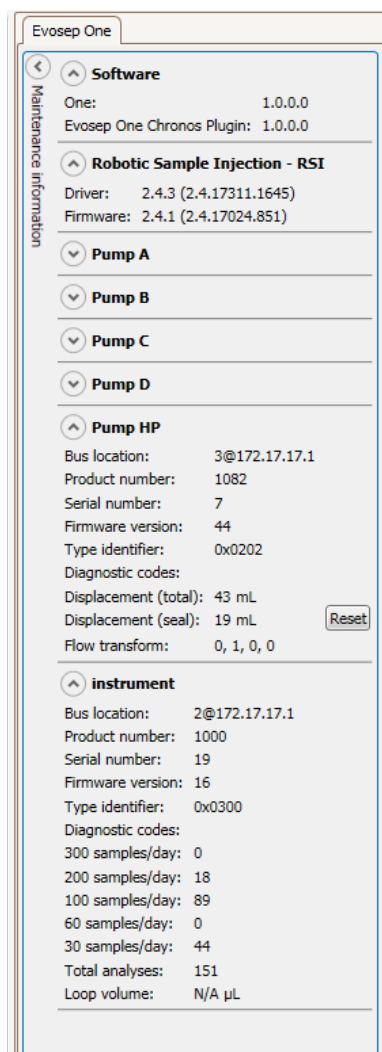 Evosep One
Maintenance information
Software
One: 1.0.0.0
Evosep One Chronos Plugin: 1.0.0.0
Robotic Sample Injection - RSI
Driver: 2.4.3 (2.4.17311.1645)
Firmware: 2.4.1 (2.4.17024.851)
Pump A
Pump B
Pump C
Pump D
Pump HP
Bus location: 3@172.17.17.1
Product number: 1082
Serial number: 7
Firmware version: 44
Type identifier: 0x0202
Diagnostic codes:
Displacement (total): 43 mL
Displacement (seal): 19 mL Reset
Flow transform: 0, 1, 0, 0
instrument
Bus location: 2@172.17.17.1
Product number: 1000
Serial number: 19
Firmware version: 16
Type identifier: 0x0300
Diagnostic codes:
300 samples/day: 0
200 samples/day: 18
100 samples/day: 89
60 samples/day: 0
30 samples/day: 44
Total analyses: 151
Loop volume: N/A µL